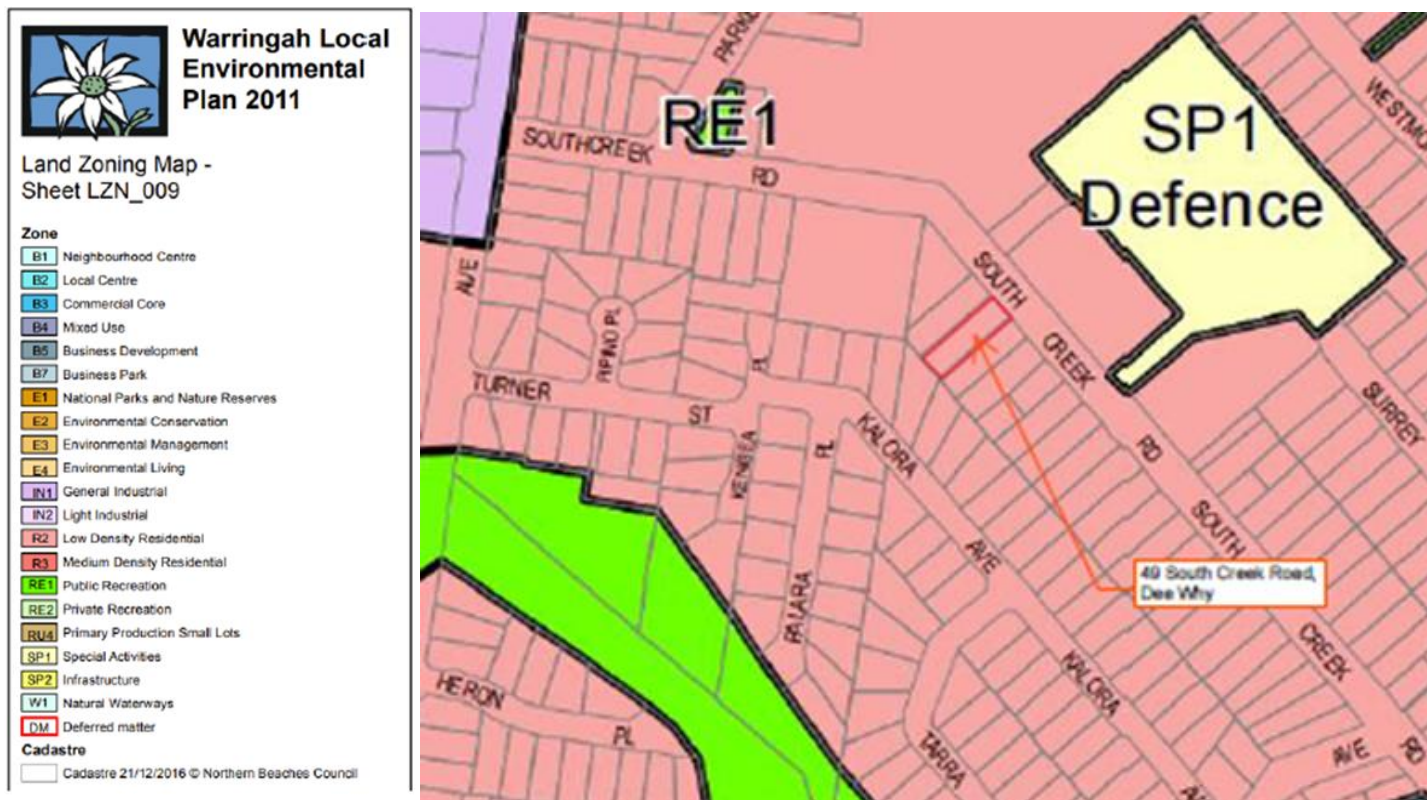 Warringah Local
Environmental
Plan 2011
Land Zoning Map -
Sheet LZN_009
Zone
B1 Neighbourhood Centre
B2 Local Centre
B3 Commercial Core
B4 Mixed Use
B5 Business Development
B7 Business Park
E1 National Parks and Nature Reserves
E2 Environmental Conservation
E3 Environmental Management
E4 Environmental Living
IN1 General Industrial
IN2 Light Industrial
R2 Low Density Residential
R3 Medium Density Residential
RE1 Public Recreation
RE2 Private Recreation
RU4 Primary Production Small Lots
SP1 Special Activities
SP2 Infrastructure
W1 Natural Waterways
DM Deferred matter
Cadastre
Cadastre 21/12/2016 © Northern Beaches Council
RE1
SOUTHCREEK
RD
SP1
Defence
SOUTH
CREEK
RD
SURREY
AVE
PL
TURNER
ST
PL
KALORA
AVE
SOUTH
CREEK
RD
49 South Creek Road,
Dee Why
KALORA
HERON
PL
TARRA
AVE